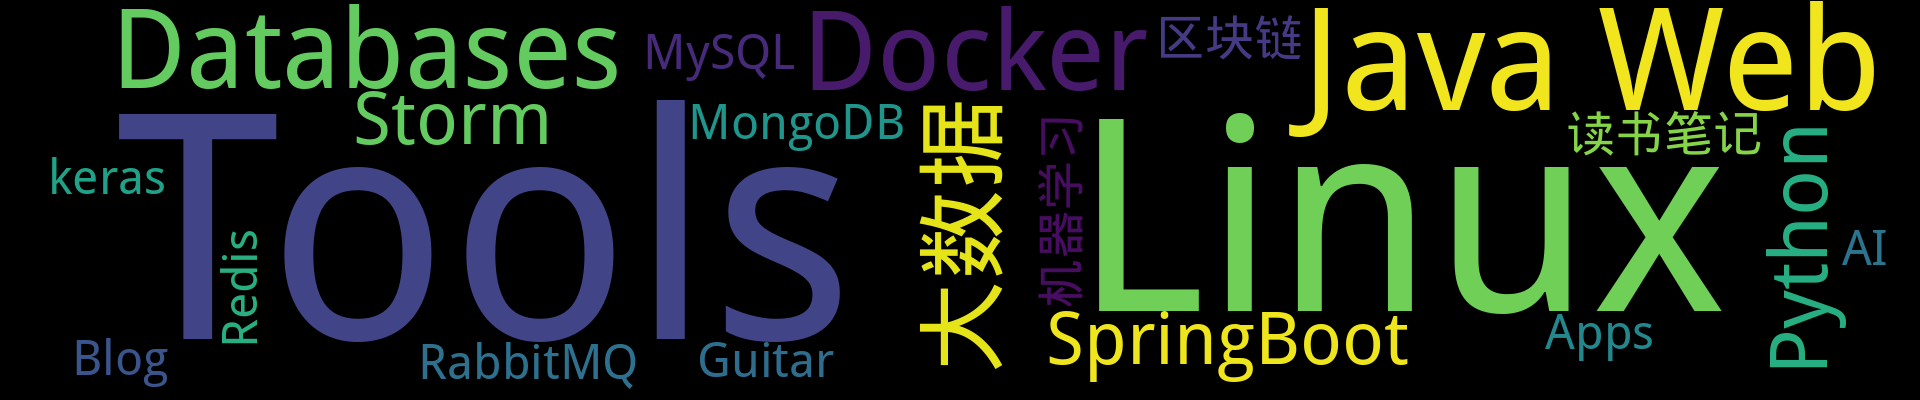 Databases
MySQL
Docker
区块链
Java Web
Storm
MongoDB
读书笔记
keras
Tools
大数据
机器学习
Linux
Python
Redis
AI
Blog
RabbitMQ
Guitar
SpringBoot
Apps